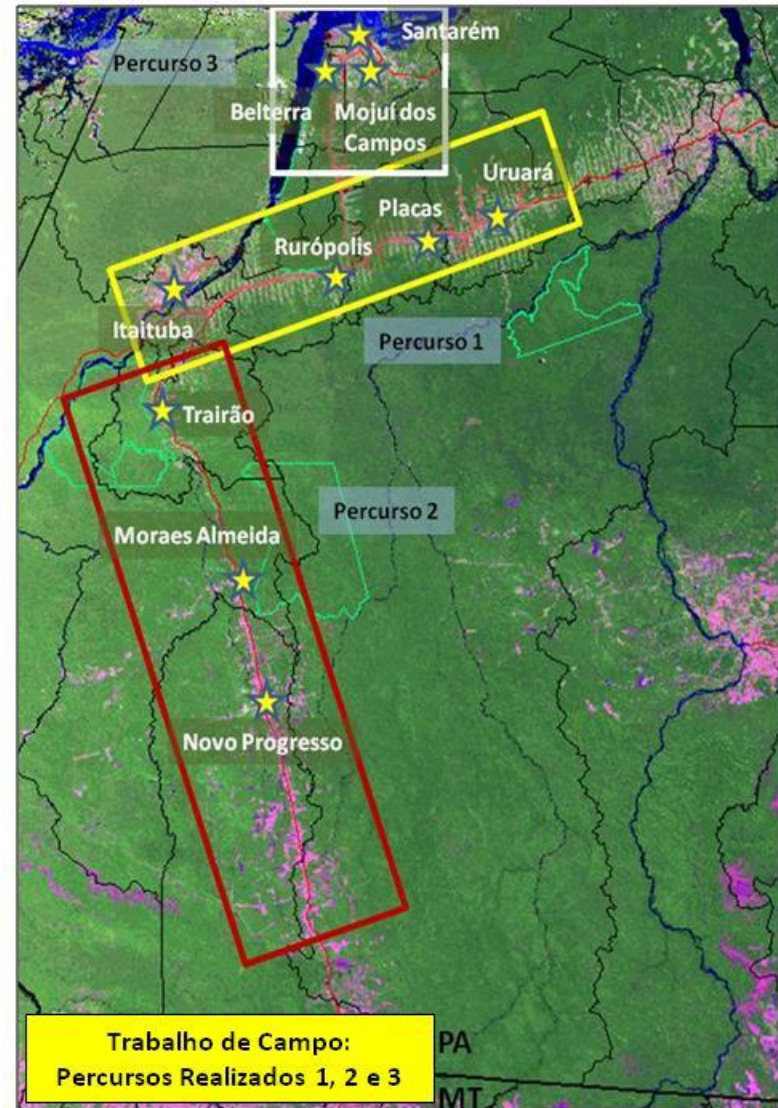 Santarém
Percurso 3
Belterra
Mojuí dos
Campos
Uruará
Placas
Rurópolis
Itaituba
Percurso 1
Trairão
Percurso 2
Moraes Almeida
Novo Progresso
Trabalho de Campo:
Percursos Realizados 1, 2 e 3
PA
MT